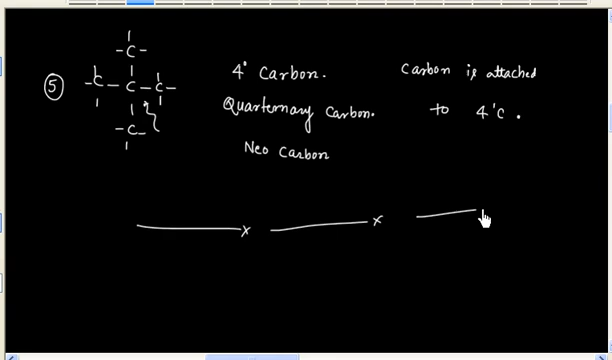 5
-C-
-C-C-C-
-C-
4° Carbon.
Quarternary Carbon.
Neo Carbon
Carbon is attached
to 4'C.
x x